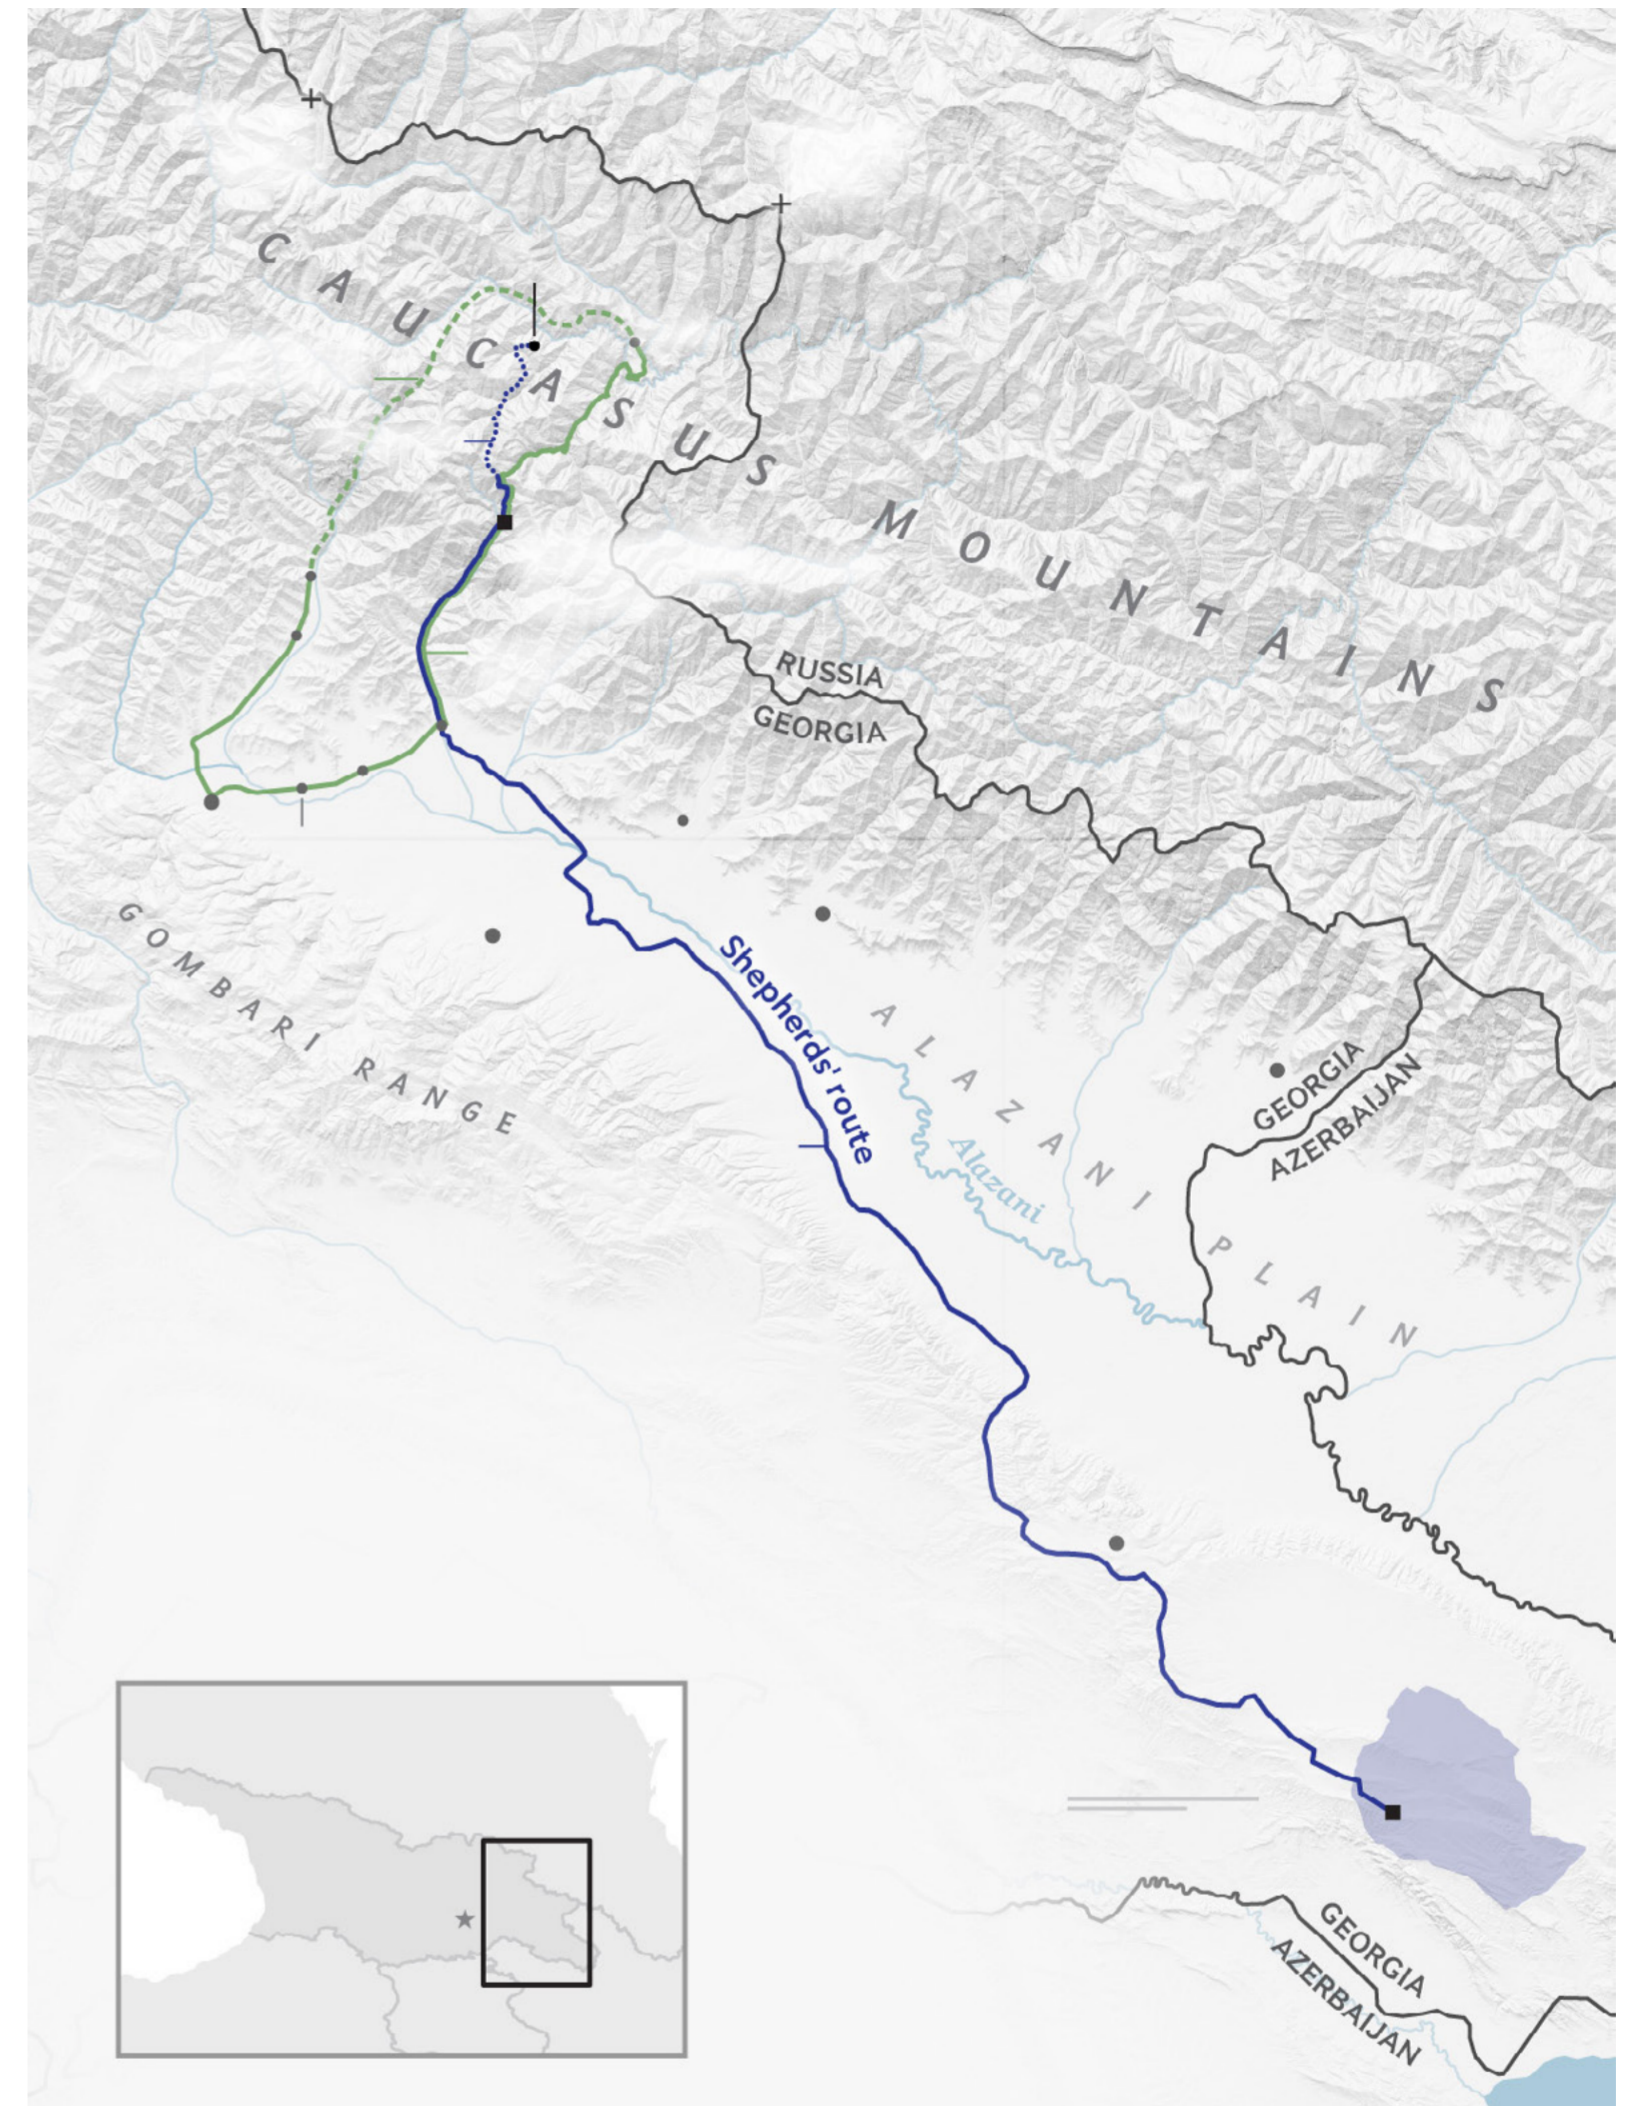 CAUCASUS MOUNTAINS
RUSSIA
GEORGIA
GOMBARI RANGE
Shepherds' route
ALAZANI PLAIN
Alazani
GEORGIA
AZERBAIJAN
GEORGIA
AZERBAIJAN